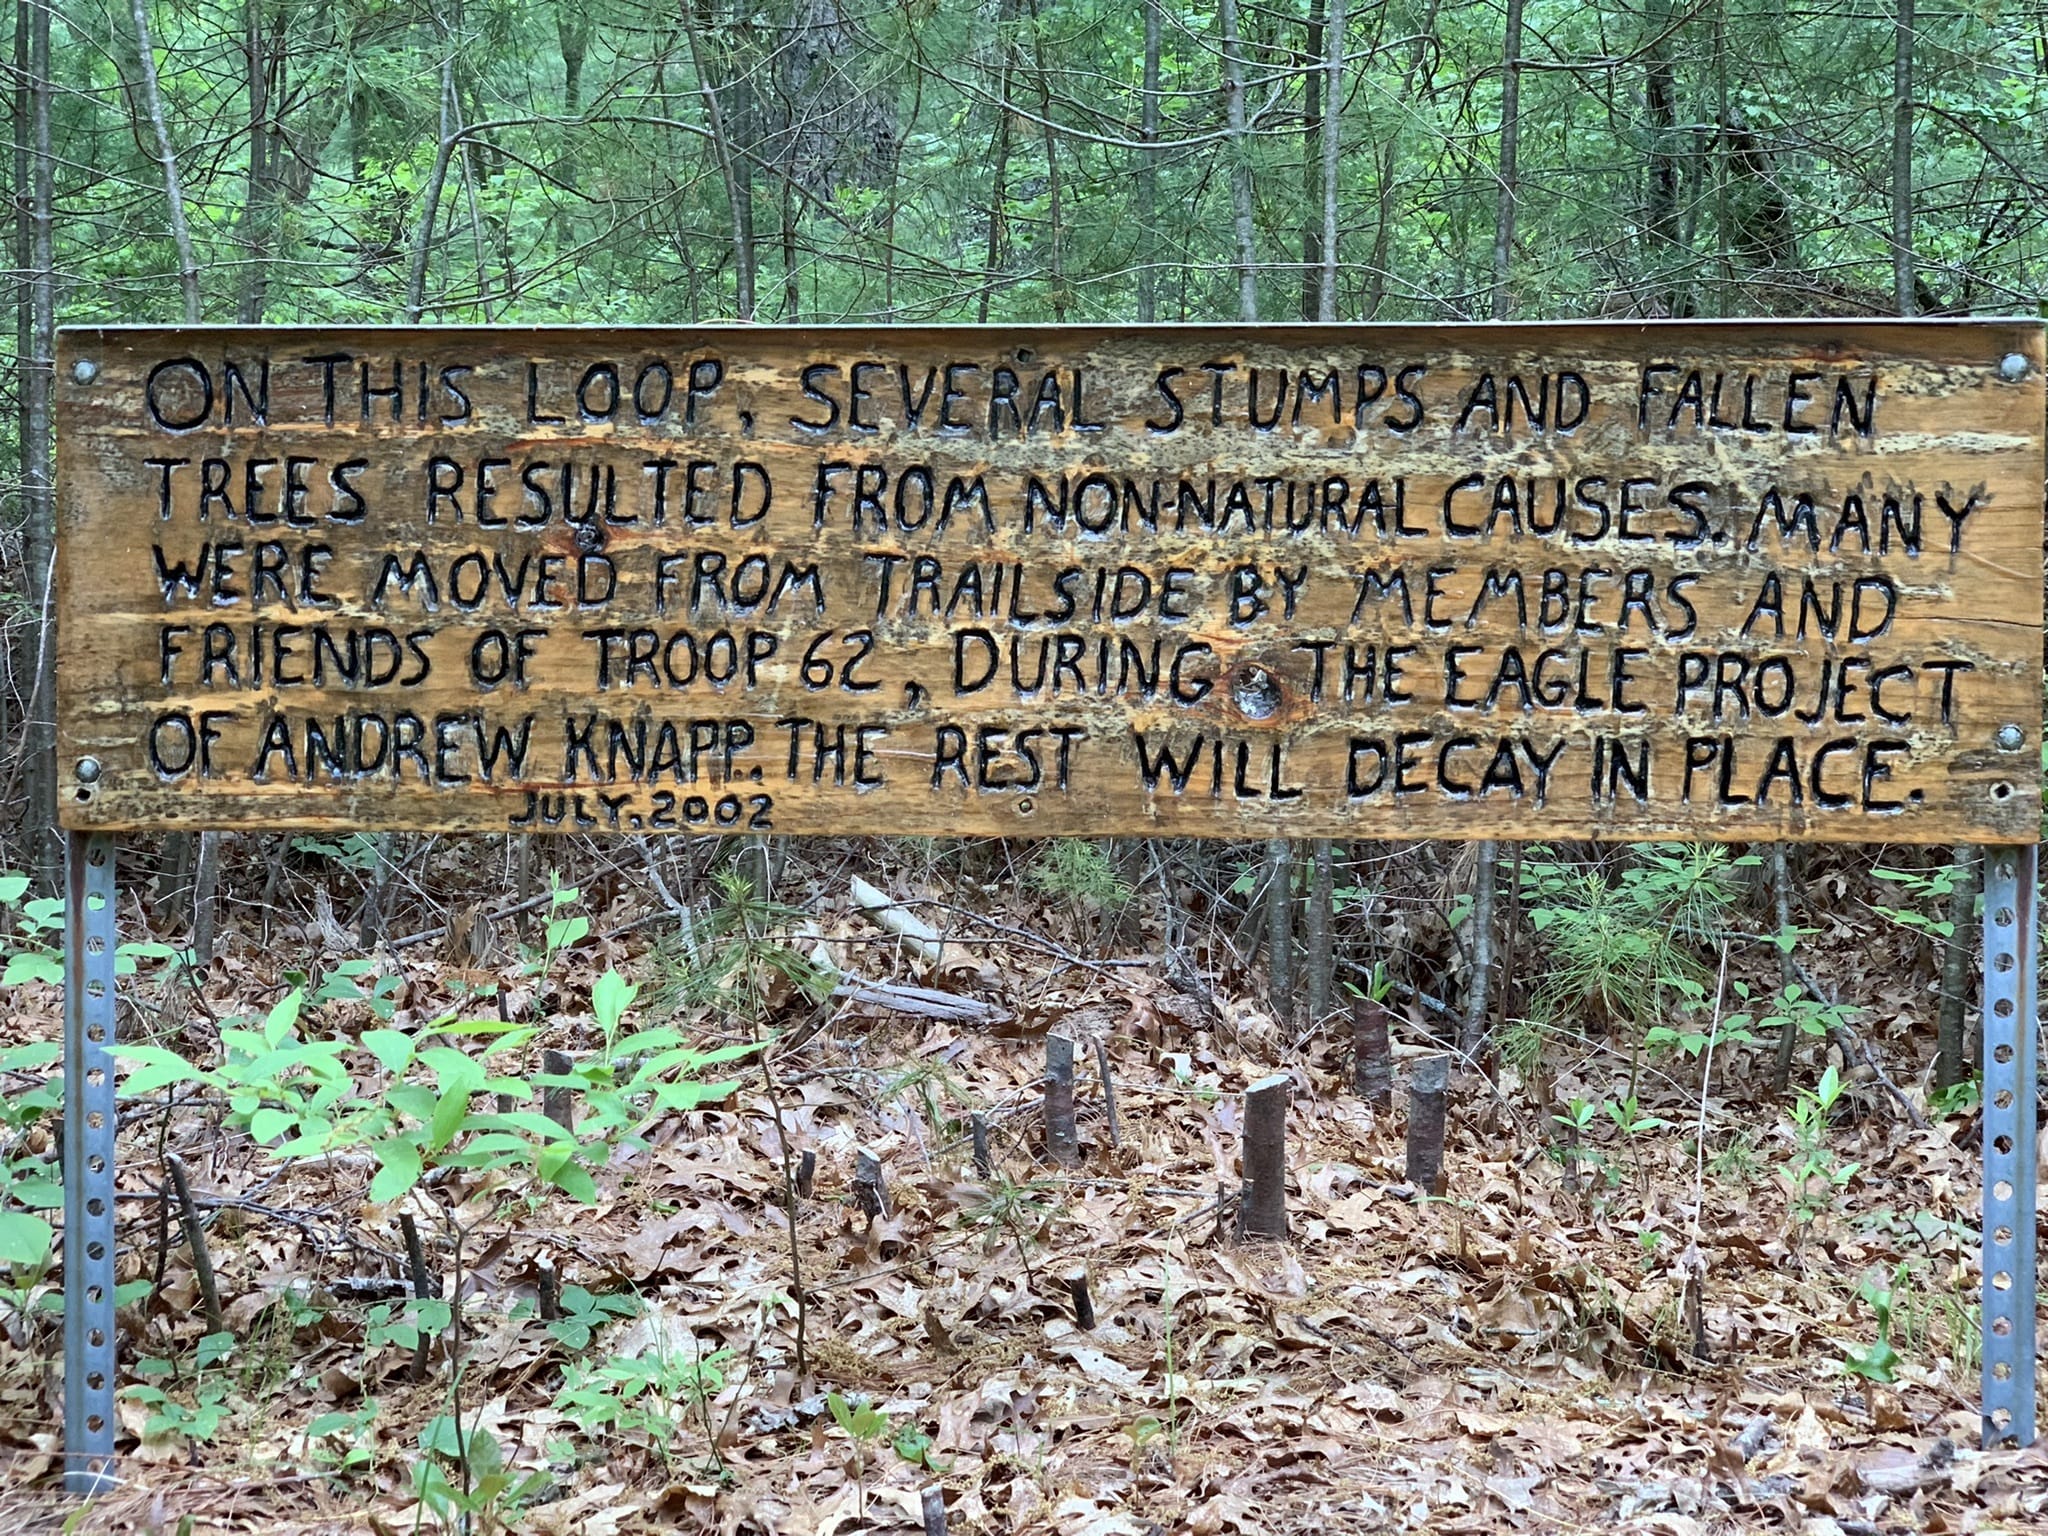 ON THIS LOOP, SEVERAL STUMPS AND FALLEN
TREES RESULTED FROM NON-NATURAL CAUSES. MANY
WERE MOVED FROM TRAILSIDE BY MEMBERS AND
FRIENDS OF TROOP 62, DURING THE EAGLE PROJECT
OF ANDREW KNAPP. THE REST WILL DECAY IN PLACE.
JULY, 2002